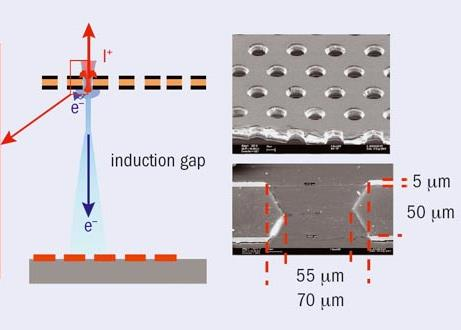 I⁺
e⁻
induction gap
e⁻
5 µm
50 µm
55 µm
70 µm